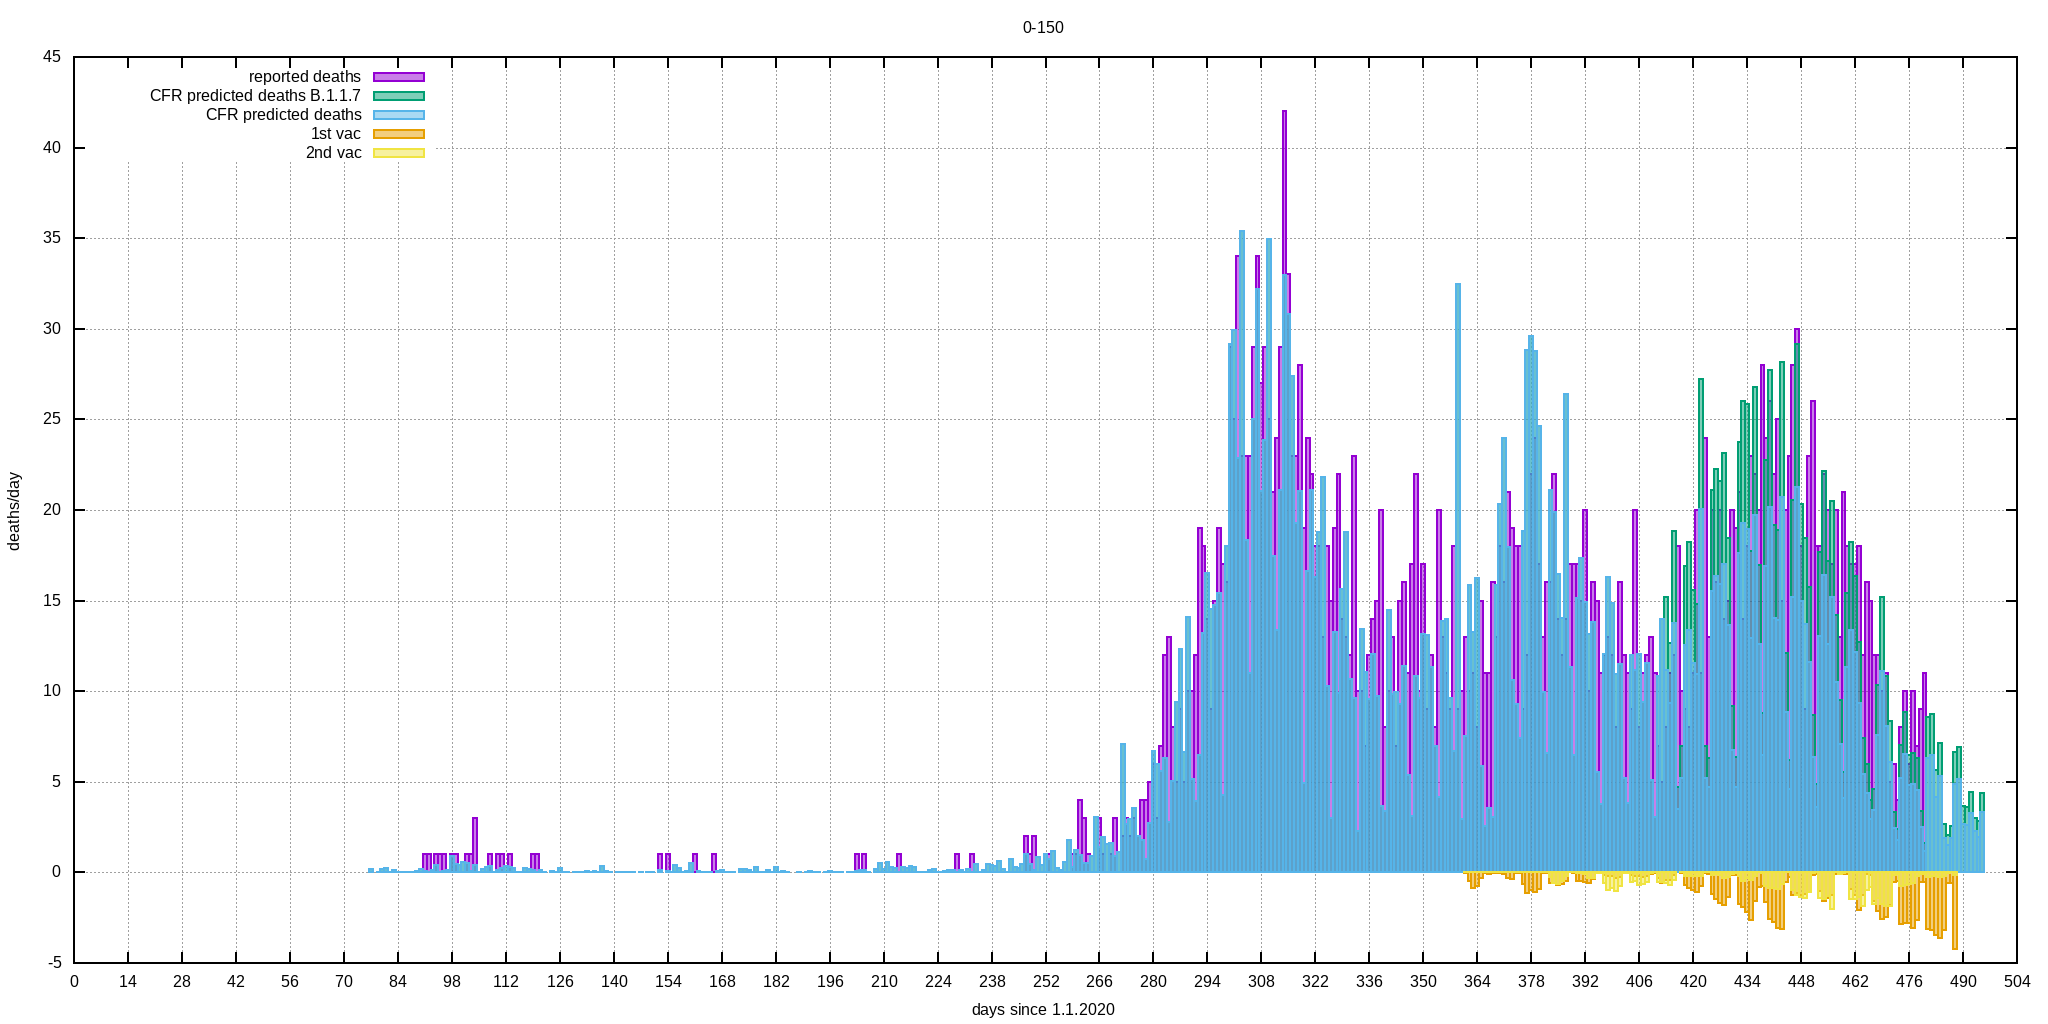 0-150
45
40
35
30
25
20
15
10
5
0
-5
deaths/day
reported deaths
CFR predicted deaths B.1.1.7
CFR predicted deaths
1st vac
2nd vac
0 14 28 42 56 70 84 98 112 126 140 154 168 182 196 210 224 238 252 266 280 294 308 322 336 350 364 378 392 406 420 434 448 462 476 490 504
days since 1.1.2020